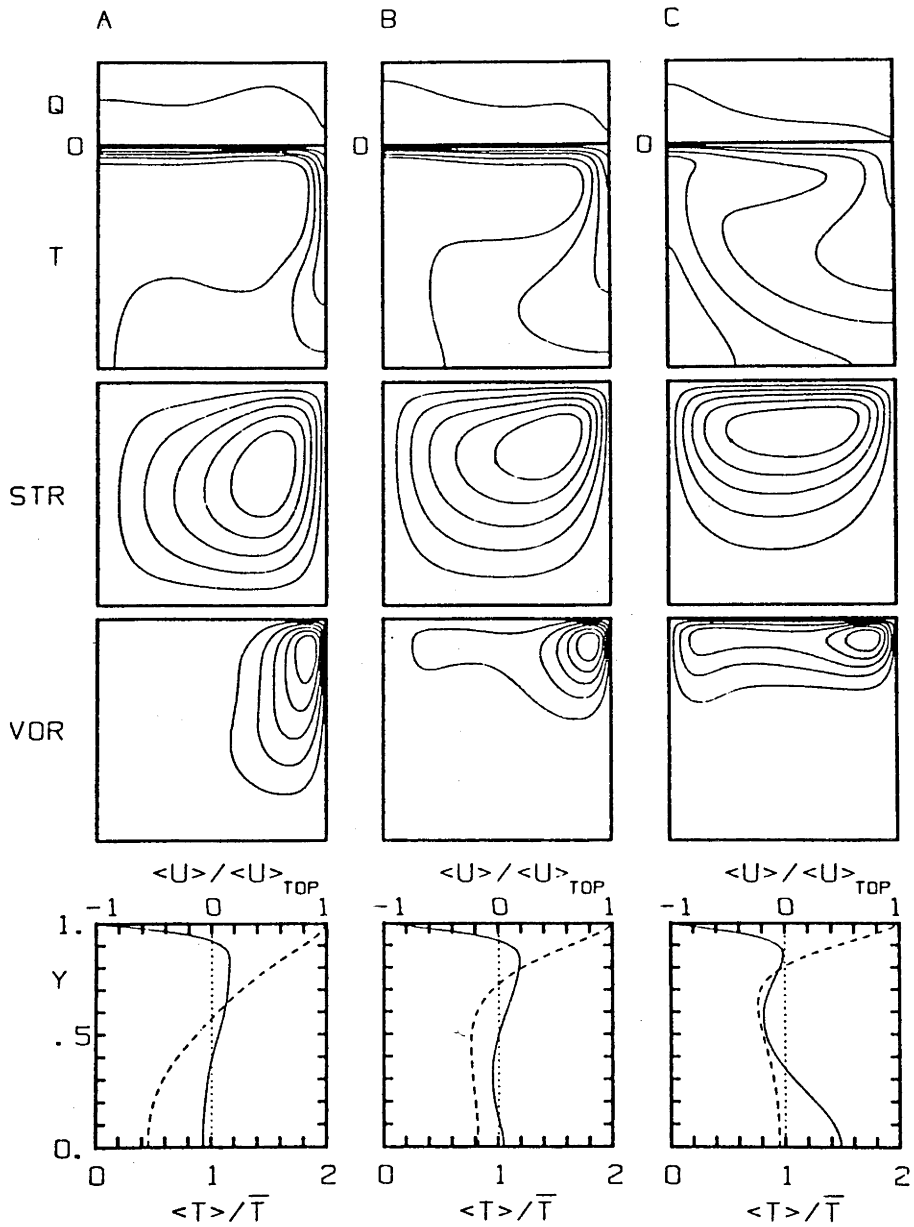 A B C
Q
0 0 0
T
STR
VOR
<U>/<U>TOP <U>/<U>TOP <U>/<U>TOP
-1 0 1 -1 0 1 -1 0 1
1.
Y
.5
0.
0 1 2 0 1 2 0 1 2
<T>/T̅ <T>/T̅ <T>/T̅